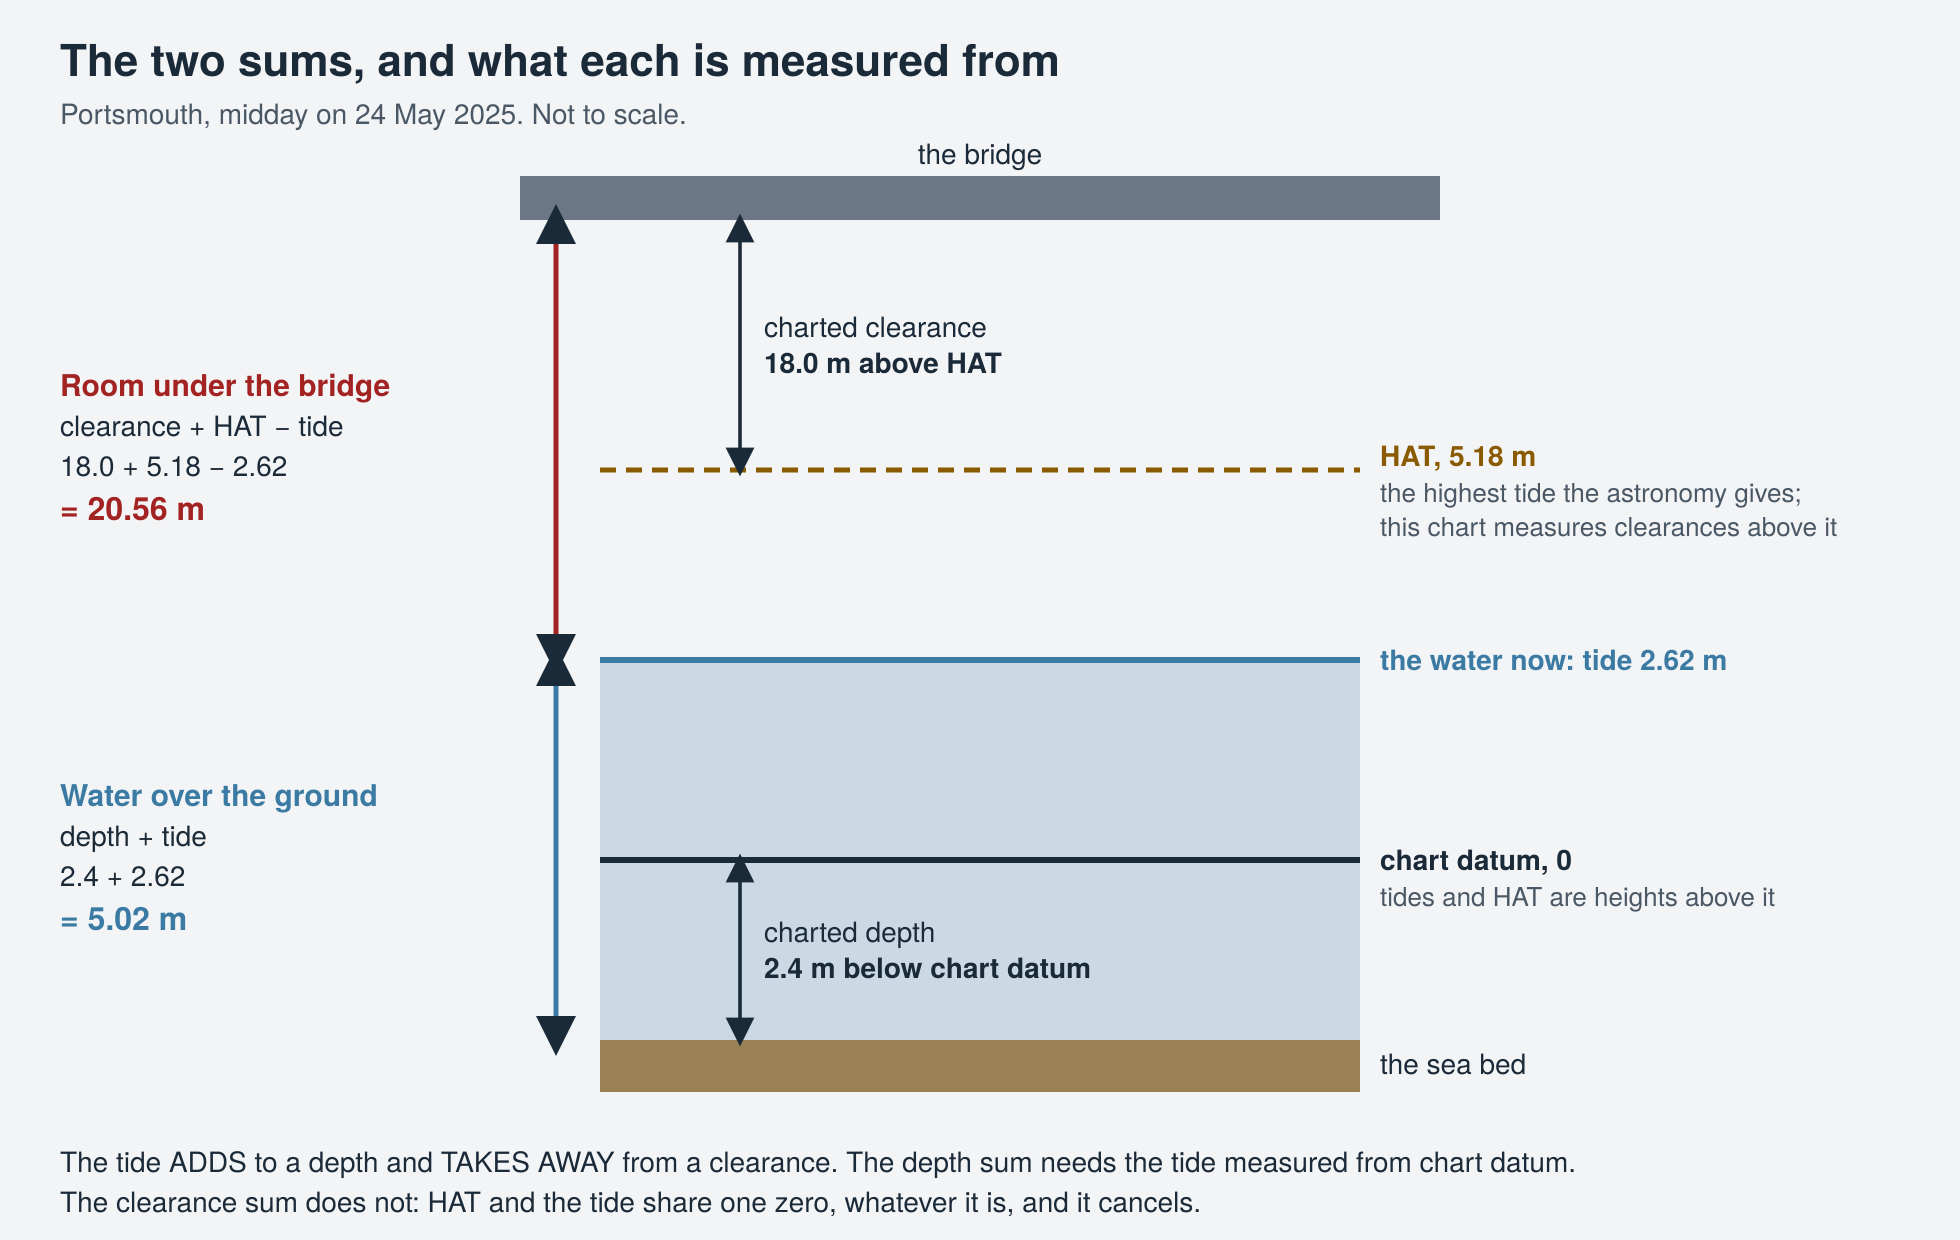 The two sums, and what each is measured from
Portsmouth, midday on 24 May 2025. Not to scale.
the bridge
charted clearance
18.0 m above HAT
Room under the bridge
clearance + HAT − tide
18.0 + 5.18 − 2.62
= 20.56 m
HAT, 5.18 m
the highest tide the astronomy gives;
this chart measures clearances above it
the water now: tide 2.62 m
Water over the ground
depth + tide
2.4 + 2.62
= 5.02 m
chart datum, 0
tides and HAT are heights above it
charted depth
2.4 m below chart datum
the sea bed
The tide ADDS to a depth and TAKES AWAY from a clearance. The depth sum needs the tide measured from chart datum.
The clearance sum does not: HAT and the tide share one zero, whatever it is, and it cancels.